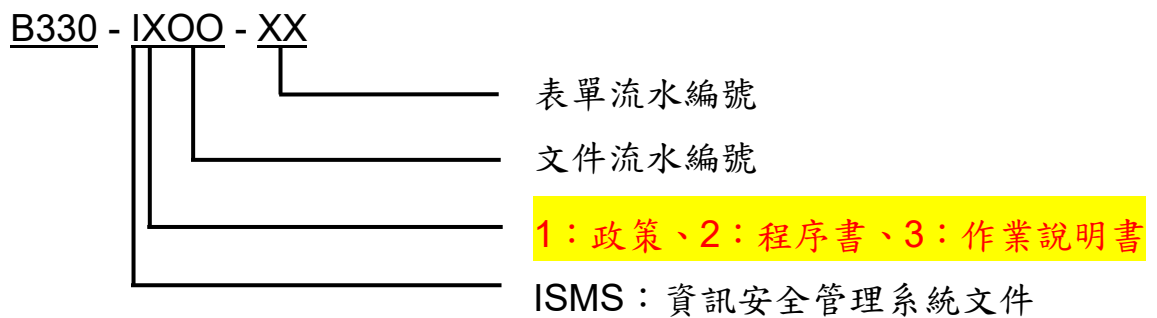 B330 - IXOO - XX
表單流水編號
文件流水編號
1：政策、2：程序書、3：作業說明書
ISMS：資訊安全管理系統文件